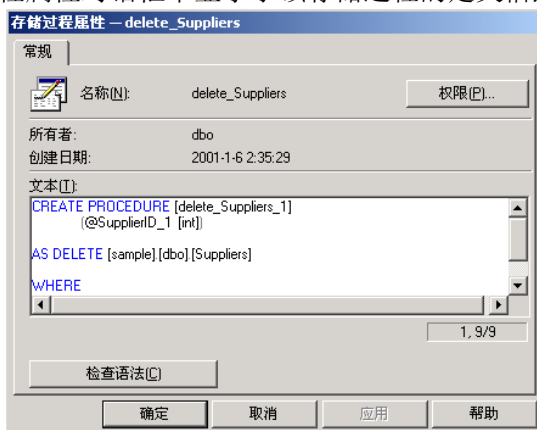 存储过程属性 — delete_Suppliers
常规
名称(N): delete_Suppliers 权限(P)...
所有者: dbo
创建日期: 2001-1-6 2:35:29
文本(T):
CREATE PROCEDURE [delete_Suppliers_1]
(@SupplierID_1 [int])
AS DELETE [sample].[dbo].[Suppliers]
WHERE
1, 9/9
检查语法(C)
确定 取消 应用 帮助